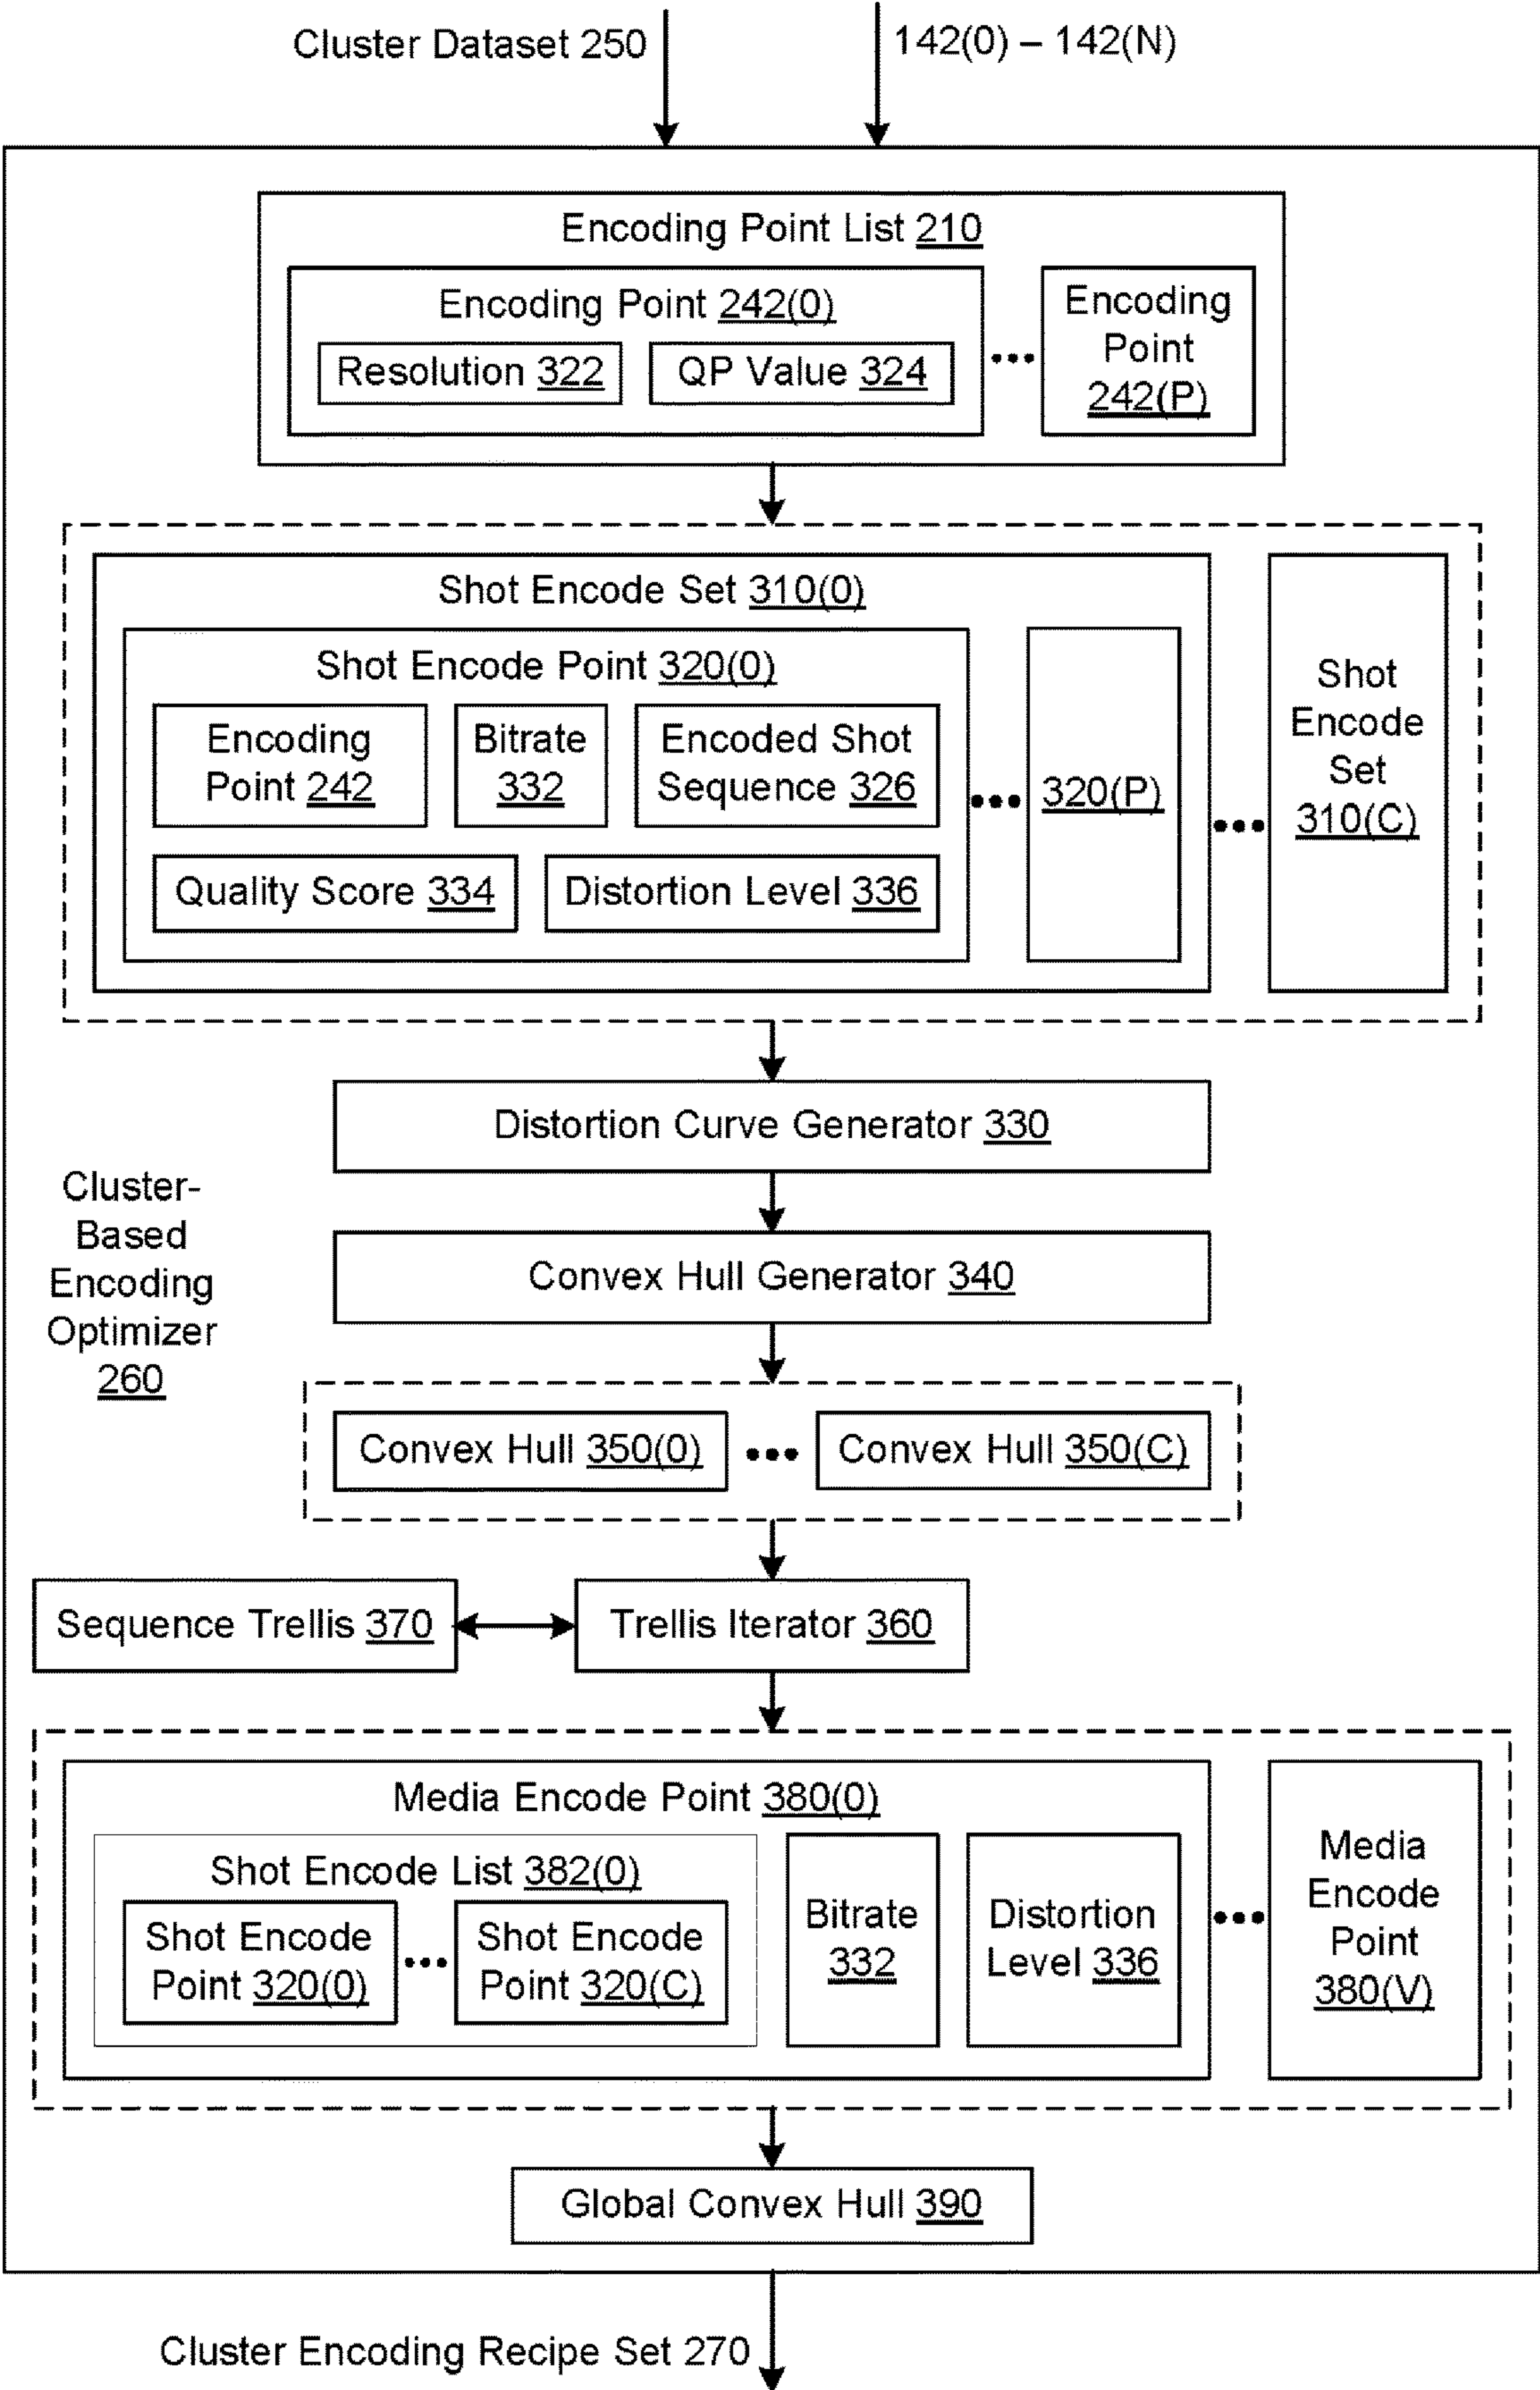 Cluster Dataset 250
142(0) – 142(N)
Encoding Point List 210
Encoding Point 242(0)
Resolution 322
QP Value 324
•••
Encoding
Point
242(P)
Shot Encode Set 310(0)
Shot Encode Point 320(0)
Encoding
Point 242
Bitrate
332
Encoded Shot
Sequence 326
Quality Score 334
Distortion Level 336
•••
320(P)
•••
Shot
Encode
Set
310(C)
Distortion Curve Generator 330
Convex Hull Generator 340
Cluster-
Based
Encoding
Optimizer
260
Convex Hull 350(0)
•••
Convex Hull 350(C)
Sequence Trellis 370
Trellis Iterator 360
Media Encode Point 380(0)
Shot Encode List 382(0)
Shot Encode
Point 320(0)
•••
Shot Encode
Point 320(C)
Bitrate
332
Distortion
Level 336
•••
Media
Encode
Point
380(V)
Global Convex Hull 390
Cluster Encoding Recipe Set 270